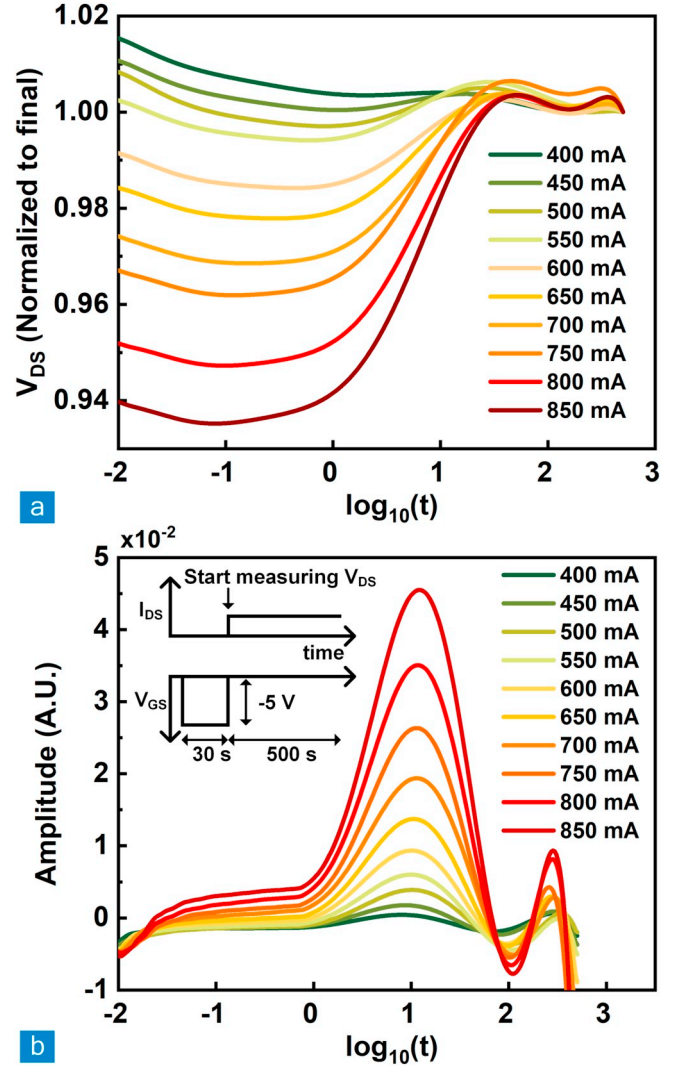 1.02
1.00
0.98
0.96
0.94
V_DS (Normalized to final)
400 mA
450 mA
500 mA
550 mA
600 mA
650 mA
700 mA
750 mA
800 mA
850 mA
-2 -1 0 1 2 3
log₁₀(t)
a
x10⁻²
5
4
3
2
1
0
-1
Amplitude (A.U.)
Start measuring V_DS
I_DS
time
V_GS
-5 V
30 s
500 s
400 mA
450 mA
500 mA
550 mA
600 mA
650 mA
700 mA
750 mA
800 mA
850 mA
-2 -1 0 1 2 3
log₁₀(t)
b